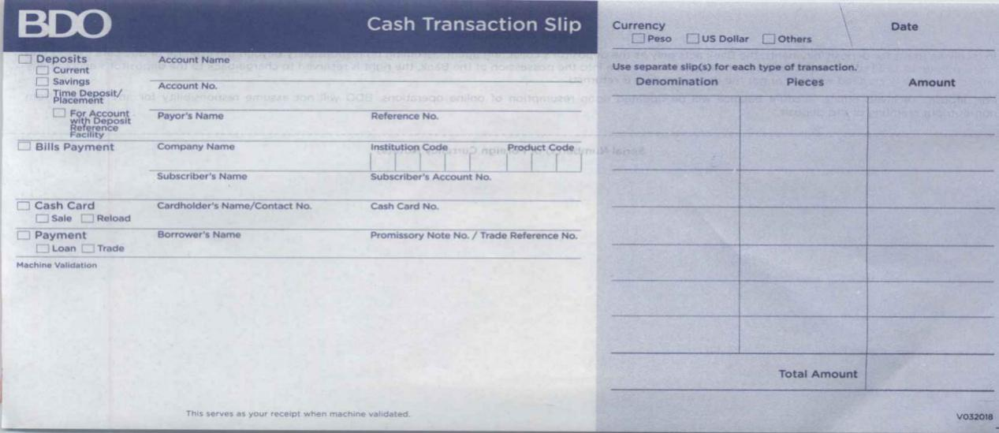 BDO
Cash Transaction Slip
Deposits
Current
Savings
Time Deposit/
Placement
For Account
with Deposit
Reference
Facility
Account Name
Account No.
Payor's Name Reference No.
Bills Payment
Company Name Institution Code Product Code
Subscriber's Name Subscriber's Account No.
Cash Card
Sale Reload
Cardholder's Name/Contact No. Cash Card No.
Payment
Loan Trade
Borrower's Name Promissory Note No. / Trade Reference No.
Machine Validation
This serves as your receipt when machine validated.
Currency Date
Peso US Dollar Others
Use separate slip(s) for each type of transaction.
Denomination Pieces Amount
Total Amount
V032018